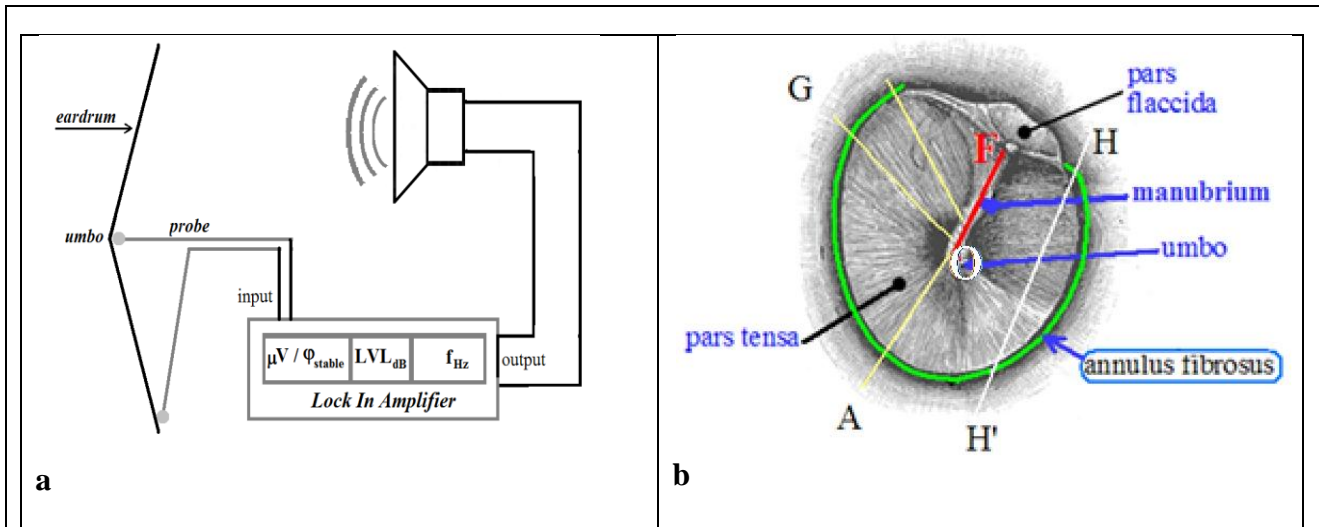 eardrum
umbo
probe
input
output
μV / φstable
LVLdB
fHz
Lock In Amplifier
a
G
pars
flaccida
H
F
manubrium
umbo
O
pars tensa
annulus fibrosus
A
H'
b